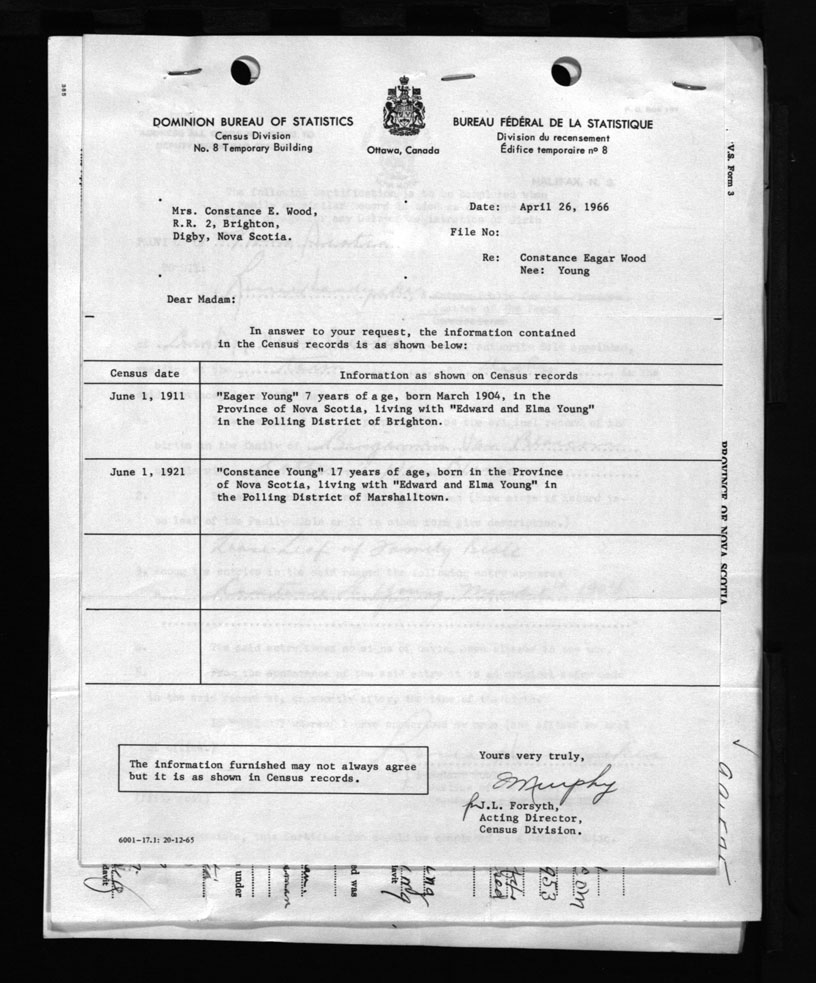 DOMINION BUREAU OF STATISTICS
Census Division
No. 8 Temporary Building
Ottawa, Canada
BUREAU FÉDÉRAL DE LA STATISTIQUE
Division du recensement
Édifice temporaire nº 8
V.S. Form 3
HALIFAX, N. S.
Mrs. Constance E. Wood,
R.R. 2, Brighton,
Digby, Nova Scotia.
Date: April 26, 1966
File No:
Re: Constance Eagar Wood
Nee: Young
Dear Madam:
In answer to your request, the information contained
in the Census records is as shown below:
Census date
Information as shown on Census records
June 1, 1911
"Eager Young" 7 years of age, born March 1904, in the
Province of Nova Scotia, living with "Edward and Elma Young"
in the Polling District of Brighton.
June 1, 1921
"Constance Young" 17 years of age, born in the Province
of Nova Scotia, living with "Edward and Elma Young" in
the Polling District of Marshalltown.
PROVINCE OF NOVA SCOTIA
The information furnished may not always agree
but it is as shown in Census records.
Yours very truly,
EMurphy
for J.L. Forsyth,
Acting Director,
Census Division.
6001-17.1: 20-12-65
under
ed was
953